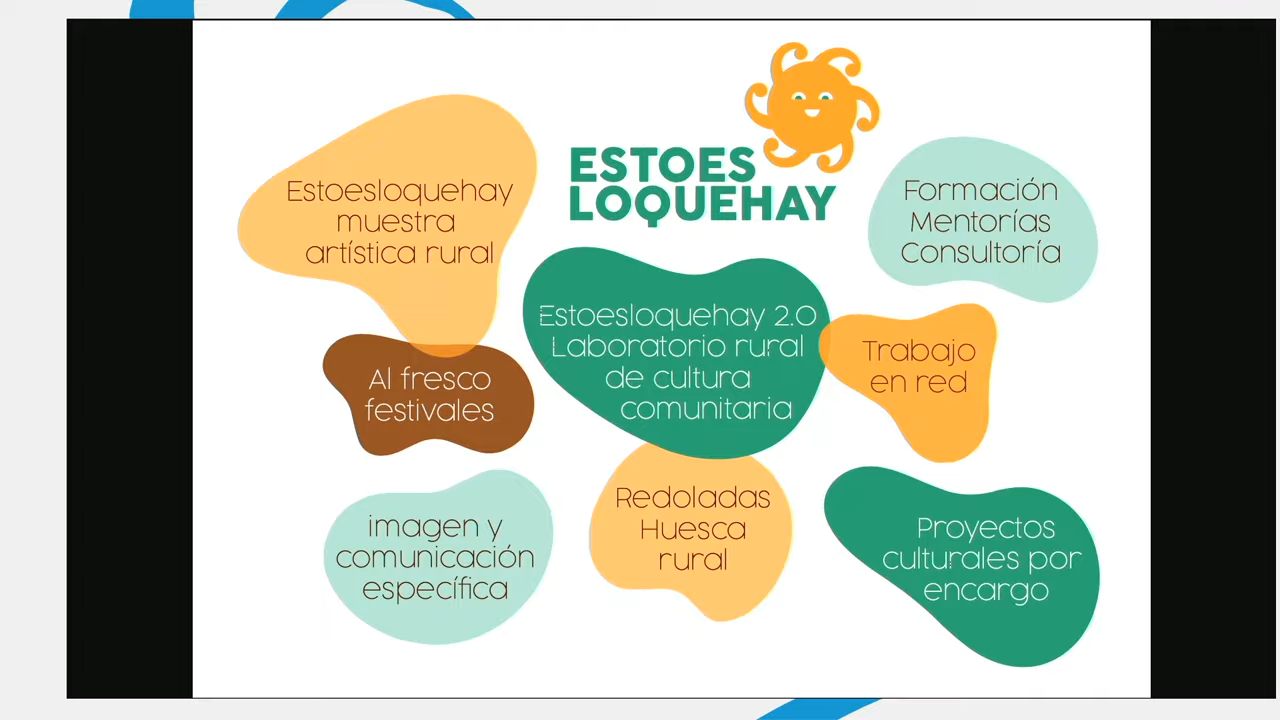 ESTOES
LOQUEHAY
Estoesloquehay
muestra
artística rural
Formación
Mentorías
Consultoría
Estoesloquehay 2.0
Laboratorio rural
de cultura
comunitaria
Trabajo
en red
Al fresco
festivales
imagen y
comunicación
específica
Redoladas
Huesca
rural
Proyectos
culturales por
encargo